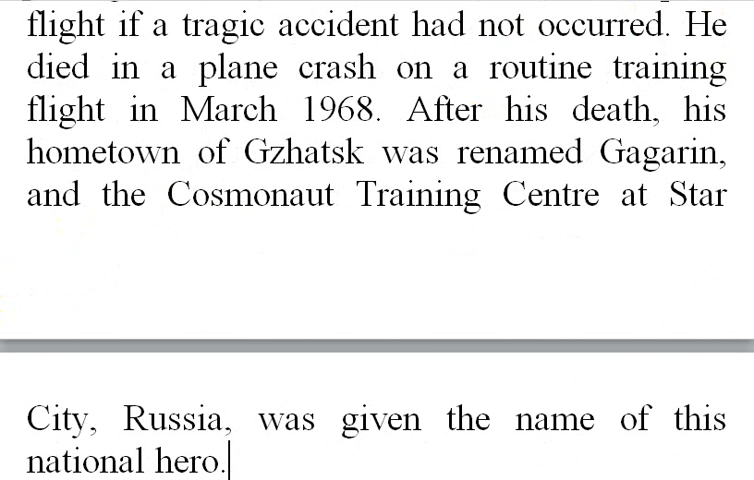 flight if a tragic accident had not occurred. He
died in a plane crash on a routine training
flight in March 1968. After his death, his
hometown of Gzhatsk was renamed Gagarin,
and the Cosmonaut Training Centre at Star
City, Russia, was given the name of this
national hero.